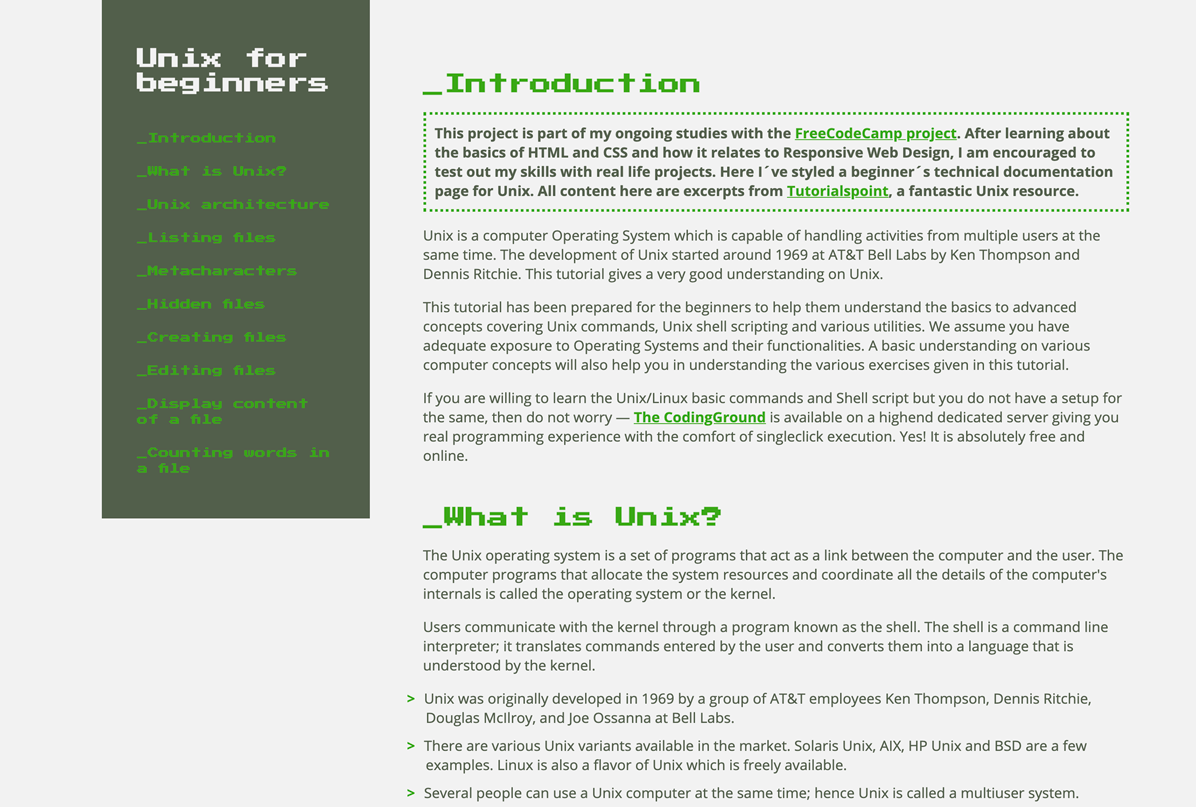 Unix for
beginners
_Introduction
_What is Unix?
_Unix architecture
_Listing files
_Metacharacters
_Hidden files
_Creating files
_Editing files
_Display content
of a file
_Counting words in
a file
_Introduction
This project is part of my ongoing studies with the FreeCodeCamp project. After learning about
the basics of HTML and CSS and how it relates to Responsive Web Design, I am encouraged to
test out my skills with real life projects. Here I´ve styled a beginner´s technical documentation
page for Unix. All content here are excerpts from Tutorialspoint, a fantastic Unix resource.
Unix is a computer Operating System which is capable of handling activities from multiple users at the
same time. The development of Unix started around 1969 at AT&T Bell Labs by Ken Thompson and
Dennis Ritchie. This tutorial gives a very good understanding on Unix.
This tutorial has been prepared for the beginners to help them understand the basics to advanced
concepts covering Unix commands, Unix shell scripting and various utilities. We assume you have
adequate exposure to Operating Systems and their functionalities. A basic understanding on various
computer concepts will also help you in understanding the various exercises given in this tutorial.
If you are willing to learn the Unix/Linux basic commands and Shell script but you do not have a setup for
the same, then do not worry — The CodingGround is available on a highend dedicated server giving you
real programming experience with the comfort of singleclick execution. Yes! It is absolutely free and
online.
_What is Unix?
The Unix operating system is a set of programs that act as a link between the computer and the user. The
computer programs that allocate the system resources and coordinate all the details of the computer's
internals is called the operating system or the kernel.
Users communicate with the kernel through a program known as the shell. The shell is a command line
interpreter; it translates commands entered by the user and converts them into a language that is
understood by the kernel.
> Unix was originally developed in 1969 by a group of AT&T employees Ken Thompson, Dennis Ritchie,
Douglas McIlroy, and Joe Ossanna at Bell Labs.
> There are various Unix variants available in the market. Solaris Unix, AIX, HP Unix and BSD are a few
examples. Linux is also a flavor of Unix which is freely available.
> Several people can use a Unix computer at the same time; hence Unix is called a multiuser system.